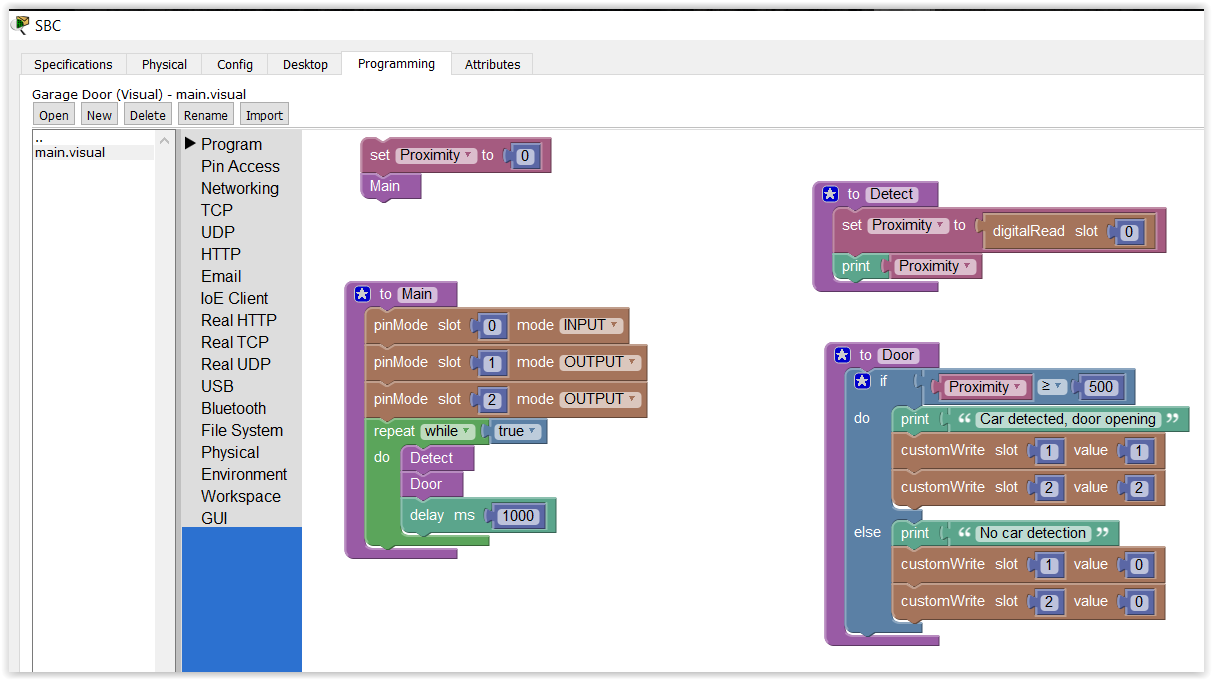 SBC
Specifications Physical Config Desktop Programming Attributes
Garage Door (Visual) - main.visual
Open New Delete Rename Import
..
main.visual
Program
Pin Access
Networking
TCP
UDP
HTTP
Email
IoE Client
Real HTTP
Real TCP
Real UDP
USB
Bluetooth
File System
Physical
Environment
Workspace
GUI
set Proximity to 0
Main
to Main
pinMode slot 0 mode INPUT
pinMode slot 1 mode OUTPUT
pinMode slot 2 mode OUTPUT
repeat while true
do Detect
Door
delay ms 1000
to Detect
set Proximity to digitalRead slot 0
print Proximity
to Door
if Proximity ≥ 500
do print “ Car detected, door opening ”
customWrite slot 1 value 1
customWrite slot 2 value 2
else print “ No car detection ”
customWrite slot 1 value 0
customWrite slot 2 value 0